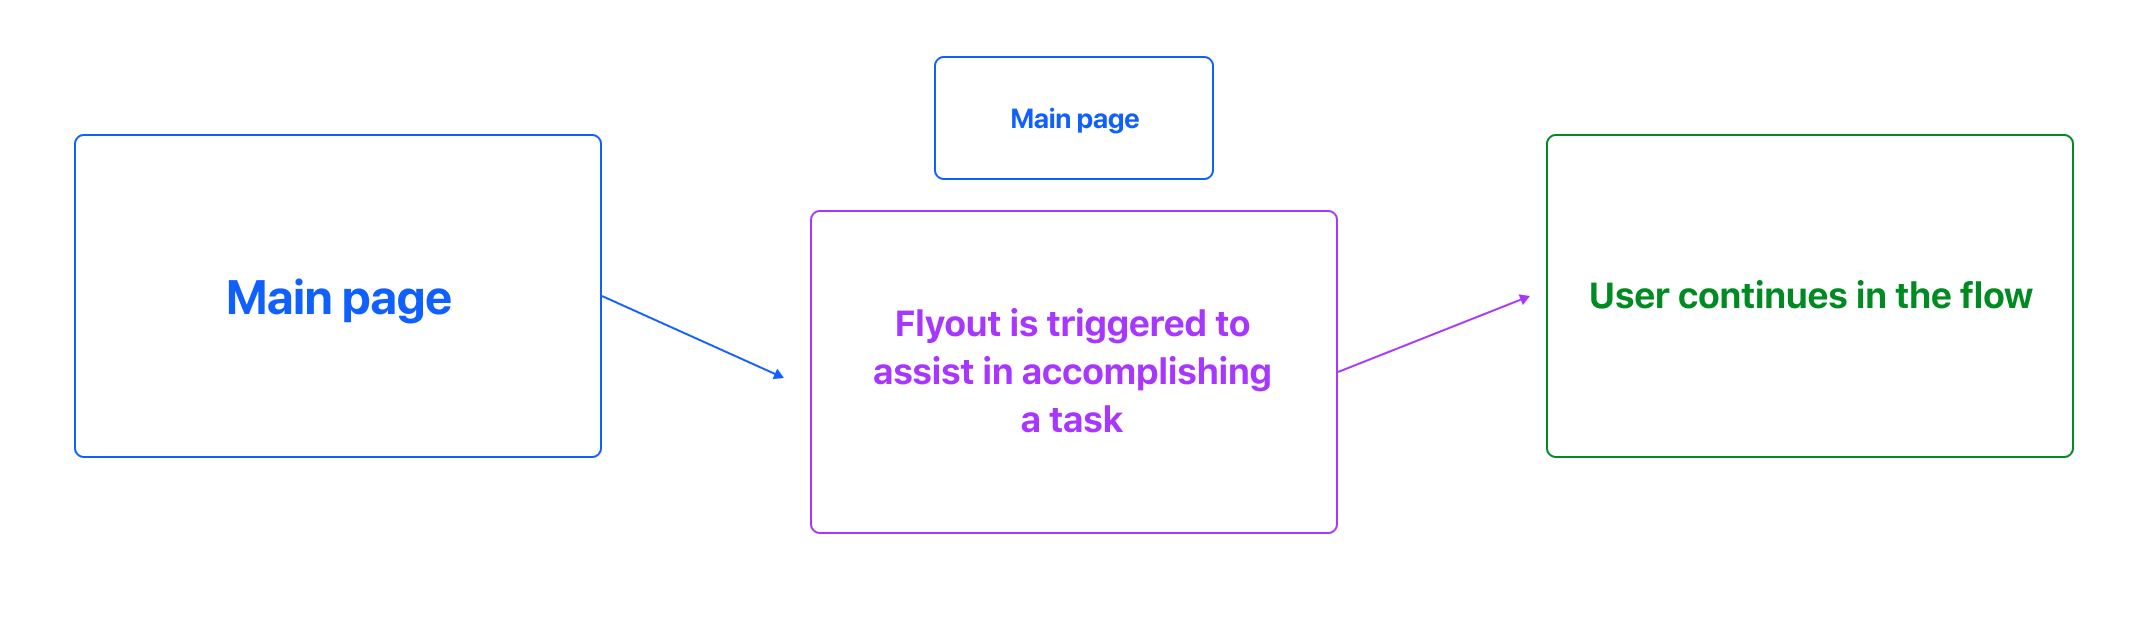 Main page
Main page
Flyout is triggered to
assist in accomplishing
a task
User continues in the flow